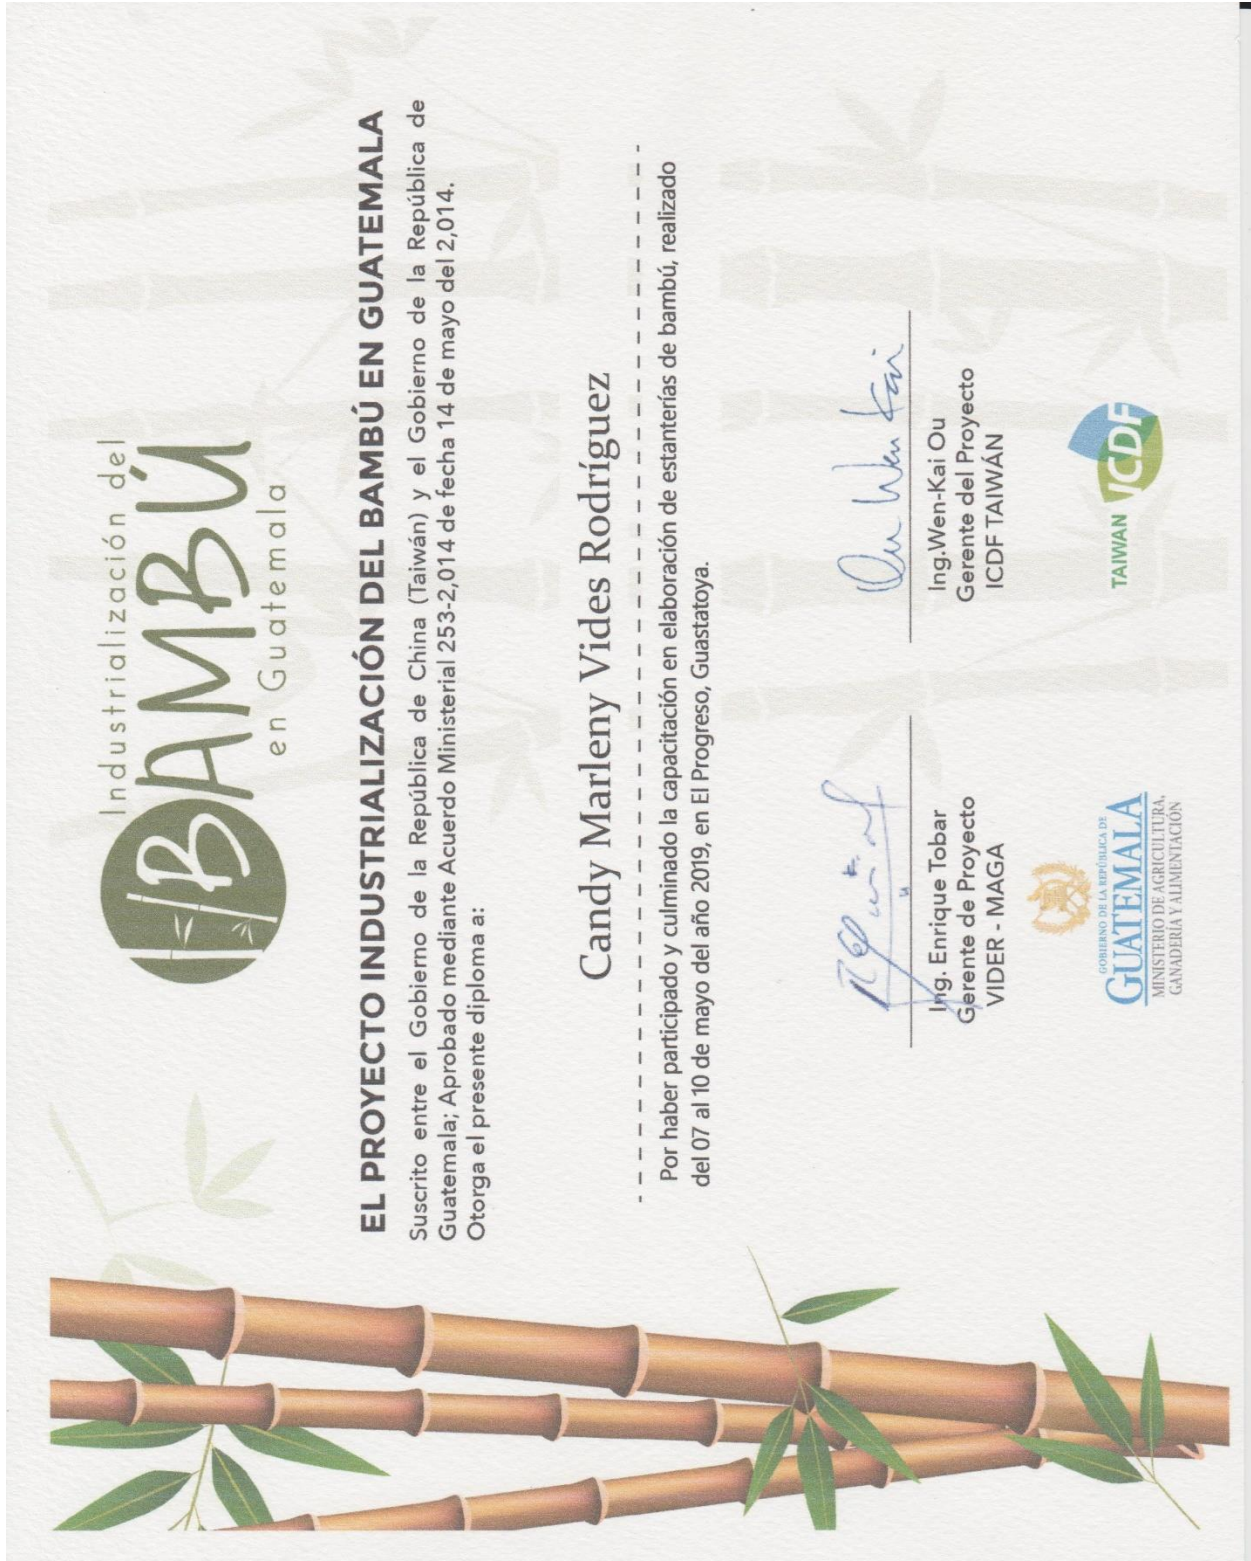 Industrialización del
BAMBÚ
en Guatemala
EL PROYECTO INDUSTRIALIZACIÓN DEL BAMBÚ EN GUATEMALA
Suscrito entre el Gobierno de la República de China (Taiwán) y el Gobierno de la República de
Guatemala; Aprobado mediante Acuerdo Ministerial 253-2,014 de fecha 14 de mayo del 2,014.
Otorga el presente diploma a:
Candy Marleny Vides Rodríguez
Por haber participado y culminado la capacitación en elaboración de estanterías de bambú, realizado
del 07 al 10 de mayo del año 2019, en El Progreso, Guastatoya.
Ing. Enrique Tobar
Gerente de Proyecto
VIDER - MAGA
Ou Wen Kai
Ing.Wen-Kai Ou
Gerente del Proyecto
ICDF TAIWÁN
GOBIERNO DE LA REPÚBLICA DE
GUATEMALA
MINISTERIO DE AGRICULTURA,
GANADERÍA Y ALIMENTACIÓN
TAIWAN ICDF